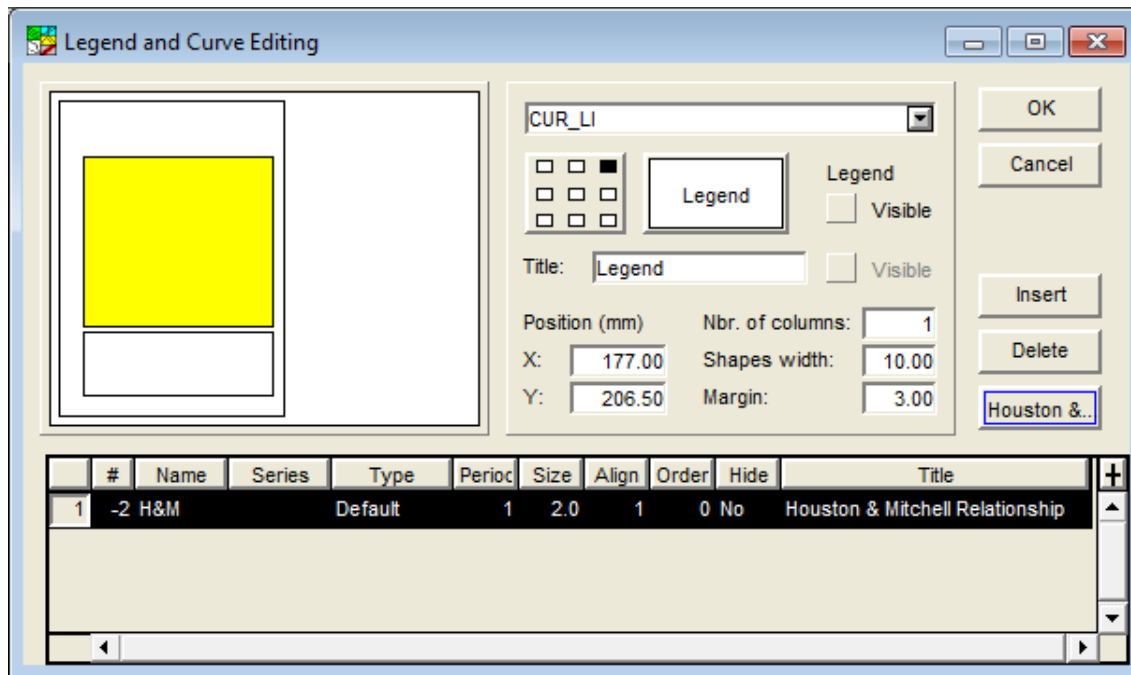 Legend and Curve Editing
CUR_LI
OK
Cancel
Legend
Legend
Visible
Title: Legend
Visible
Position (mm)
Nbr. of columns: 1
X: 177.00
Shapes width: 10.00
Y: 206.50
Margin: 3.00
Insert
Delete
Houston &...
# Name Series Type Period Size Align Order Hide Title
1 -2 H&M Default 1 2.0 1 0 No Houston & Mitchell Relationship